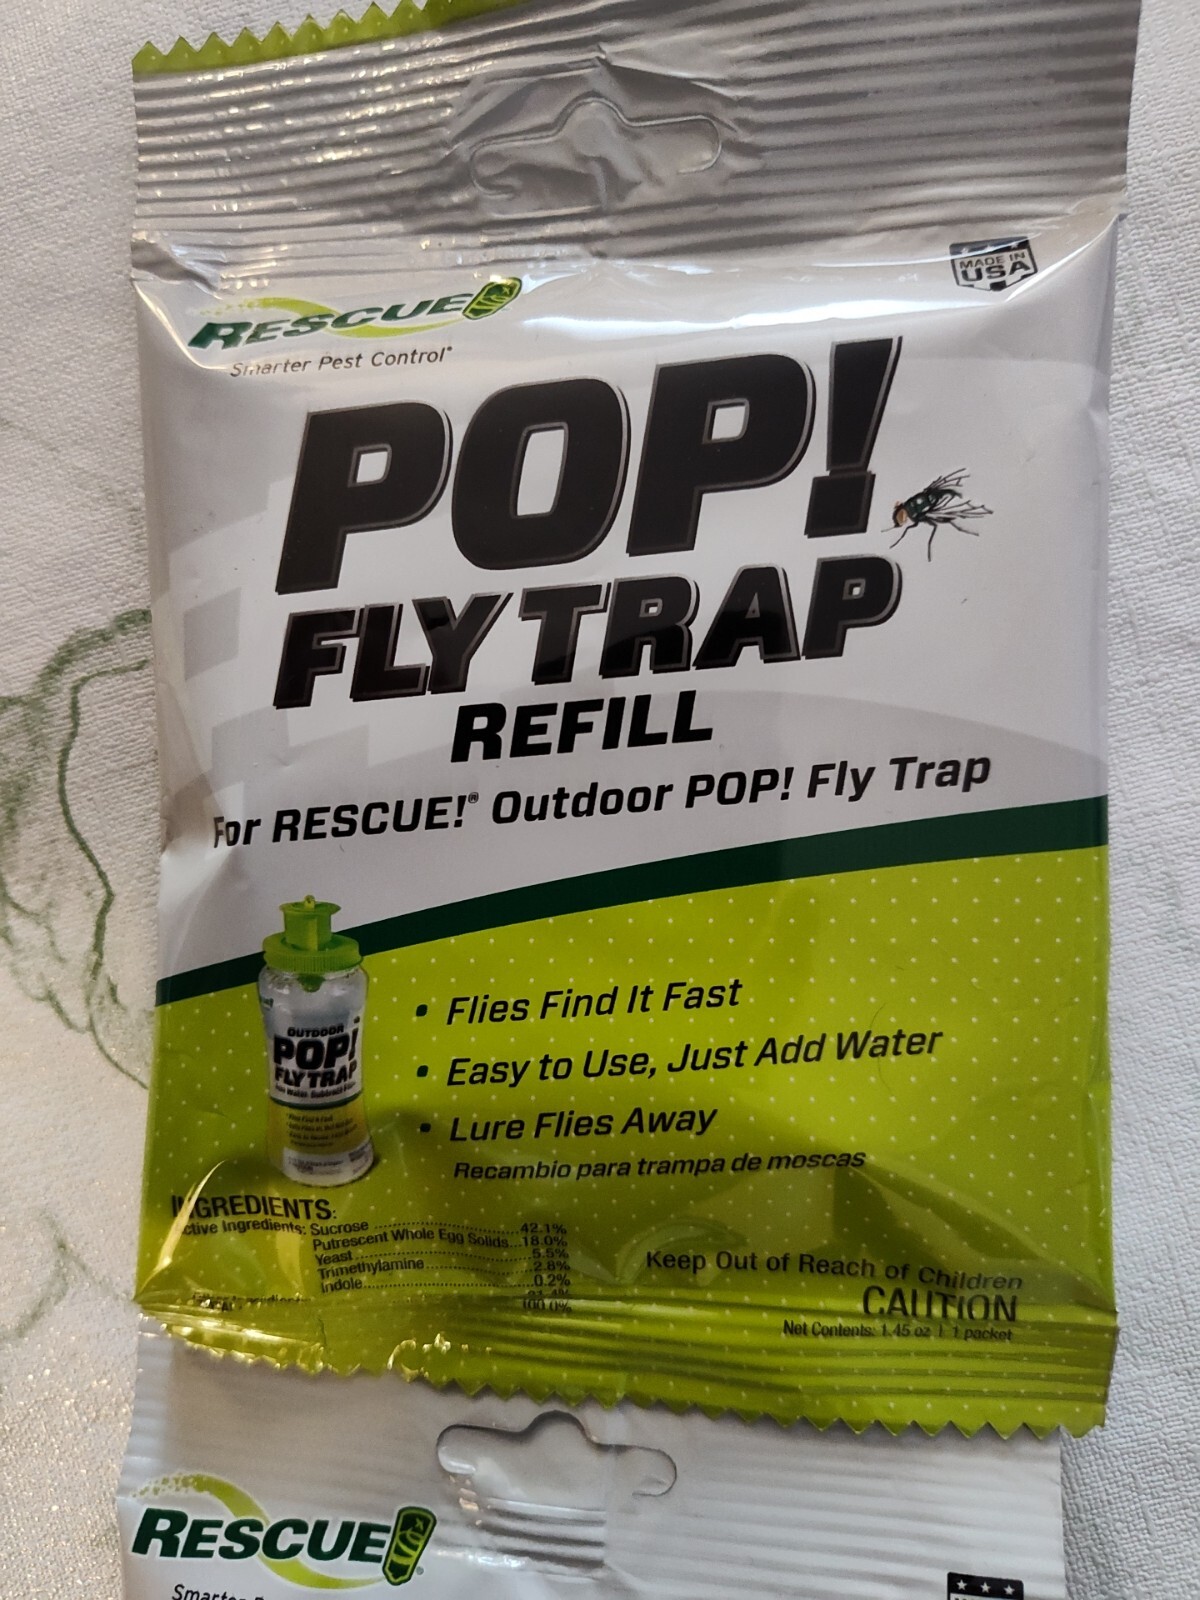 MADE IN
USA
RESCUE!
Smarter Pest Control®
POP!
FLY TRAP
REFILL
For RESCUE!® Outdoor POP! Fly Trap
OUTDOOR
POP!
FLY TRAP
• Flies Find It Fast
• Easy to Use, Just Add Water
• Lure Flies Away
Recambio para trampa de moscas
INGREDIENTS:
Active Ingredients: Sucrose 42.1%
Putrescent Whole Egg Solids 18.0%
Yeast 5.5%
Trimethylamine 2.8%
Indole 0.2%
100.0%
Keep Out of Reach of Children
CAUTION
Net Contents: 1.45 oz | 1 packet
RESCUE!®
Smarter